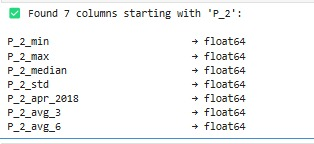 ✅ Found 7 columns starting with 'P_2':
P_2_min → float64
P_2_max → float64
P_2_median → float64
P_2_std → float64
P_2_apr_2018 → float64
P_2_avg_3 → float64
P_2_avg_6 → float64